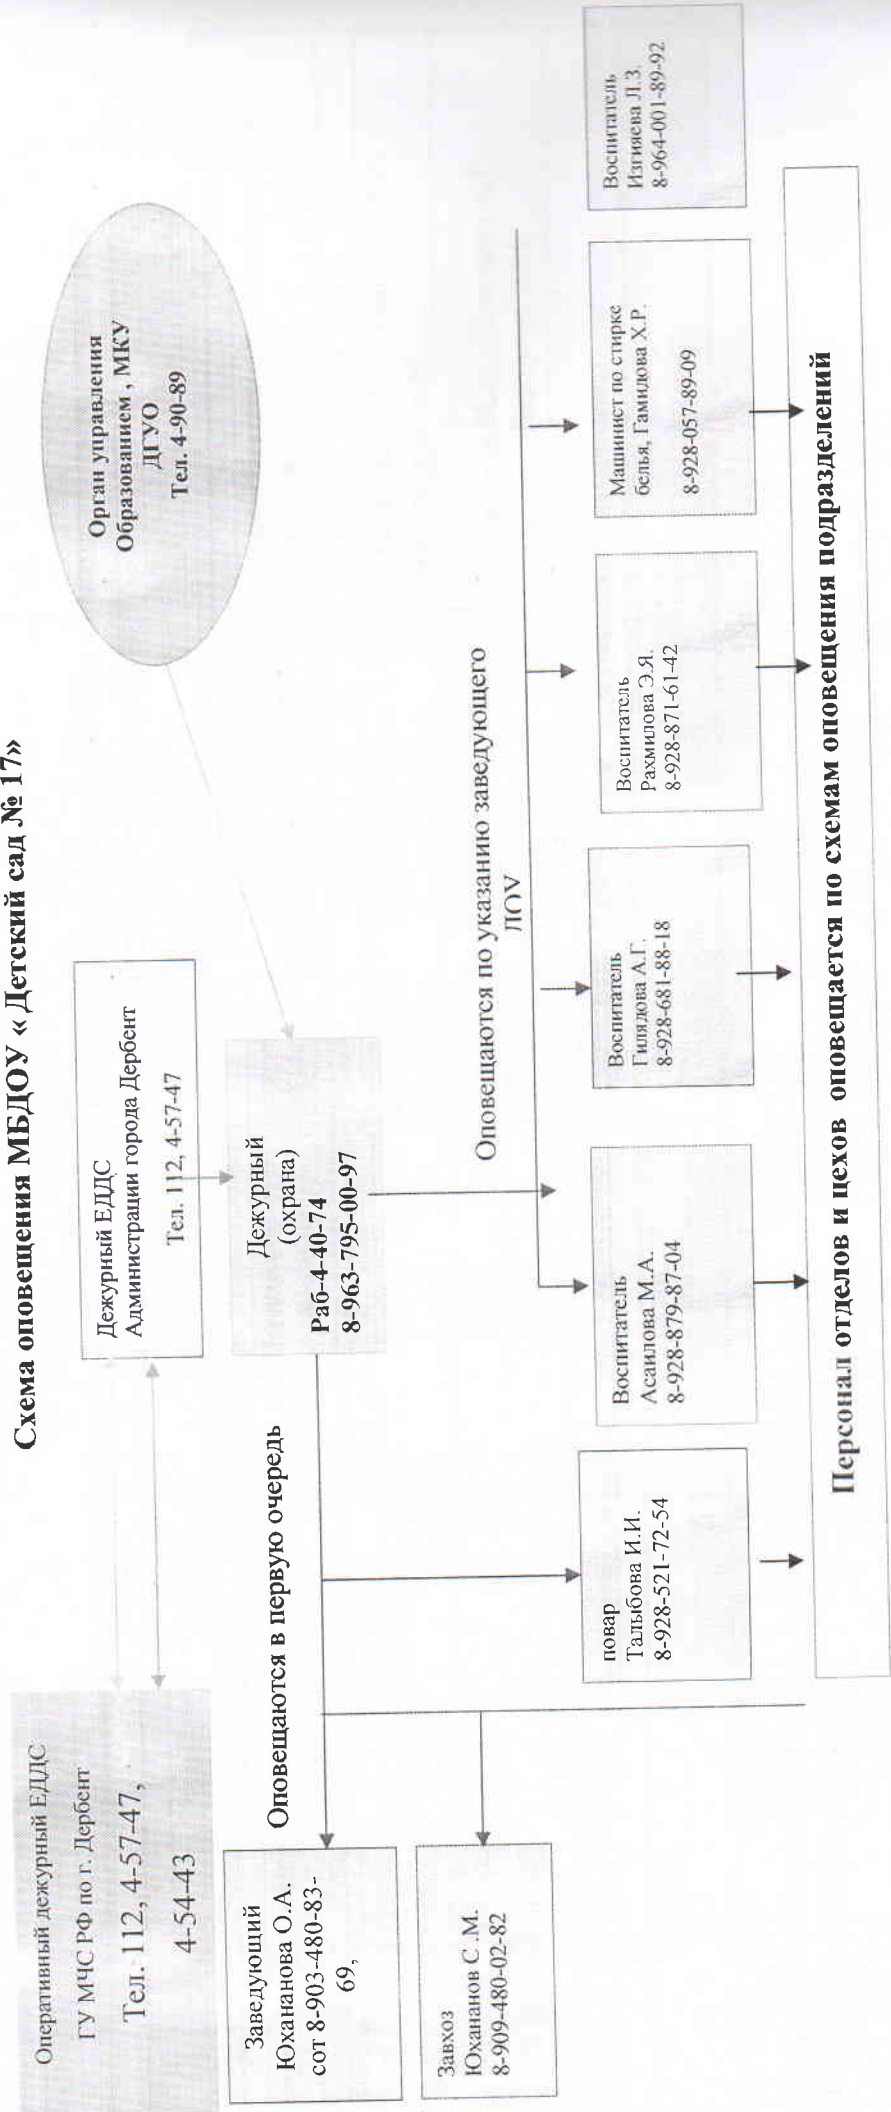 Схема оповещения МБДОУ « Детский сад № 17»
Оперативный дежурный ЕДДС
ГУ МЧС РФ по г. Дербент
Тел. 112, 4-57-47,
4-54-43
Дежурный ЕДДС
Администрации города Дербент
Тел. 112, 4-57-47
Орган управления
Образованием , МКУ
ДГУО
Тел. 4-90-89
Дежурный
(охрана)
Раб-4-40-74
8-963-795-00-97
Оповещаются в первую очередь
Оповещаются по указанию заведующего
ДОУ
Заведующий
Юхананова О.А.
сот 8-903-480-83-
69,
Завхоз
Юхананов С .М.
8-909-480-02-82
повар
Талыбова И.И.
8-928-521-72-54
Воспитатель
Асаилова М.А.
8-928-879-87-04
Воспитатель
Гилядова А.Г.
8-928-681-88-18
Воспитатель
Рахмилова Э.Я.
8-928-871-61-42
Машинист по стирке
белья, Гамидова Х.Р.
8-928-057-89-09
Воспитатель
Изгияева Л.З.
8-964-001-89-92
Персонал отделов и цехов оповещается по схемам оповещения подразделений